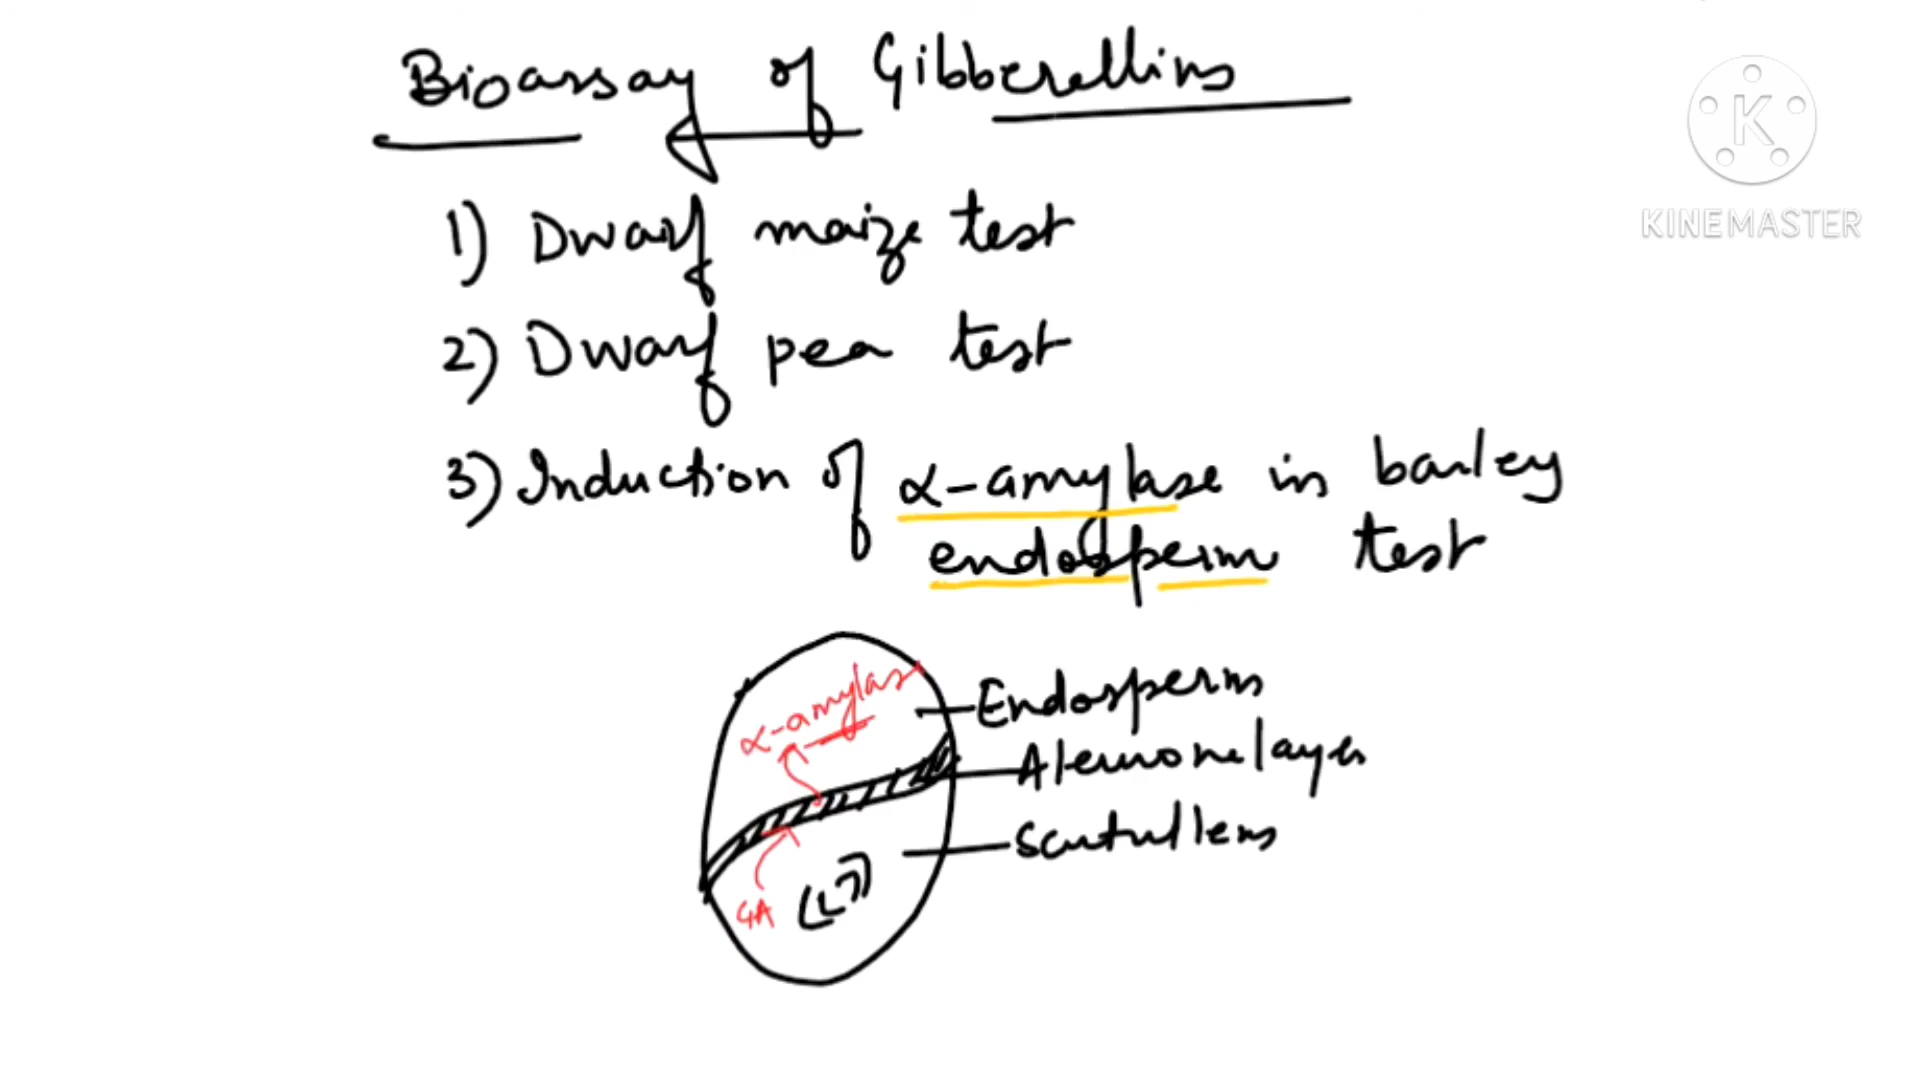 Bioassay of Gibberellins
K
KINEMASTER
1) Dwarf maize test
2) Dwarf pea test
3) Induction of α-amylase in barley
endosperm test
α-amylase
Endosperm
Aleurone layer
Scutullem
GA